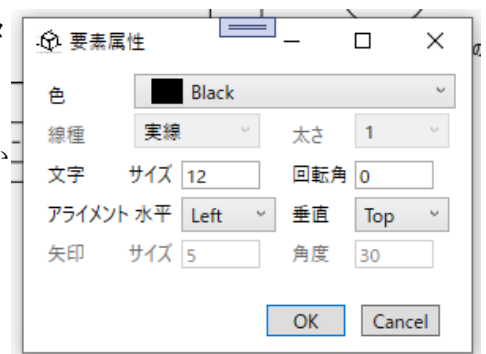 要素属性
色 Black
線種 実線 太さ 1
文字 サイズ 12 回転角 0
アライメント 水平 Left 垂直 Top
矢印 サイズ 5 角度 30
OK Cancel